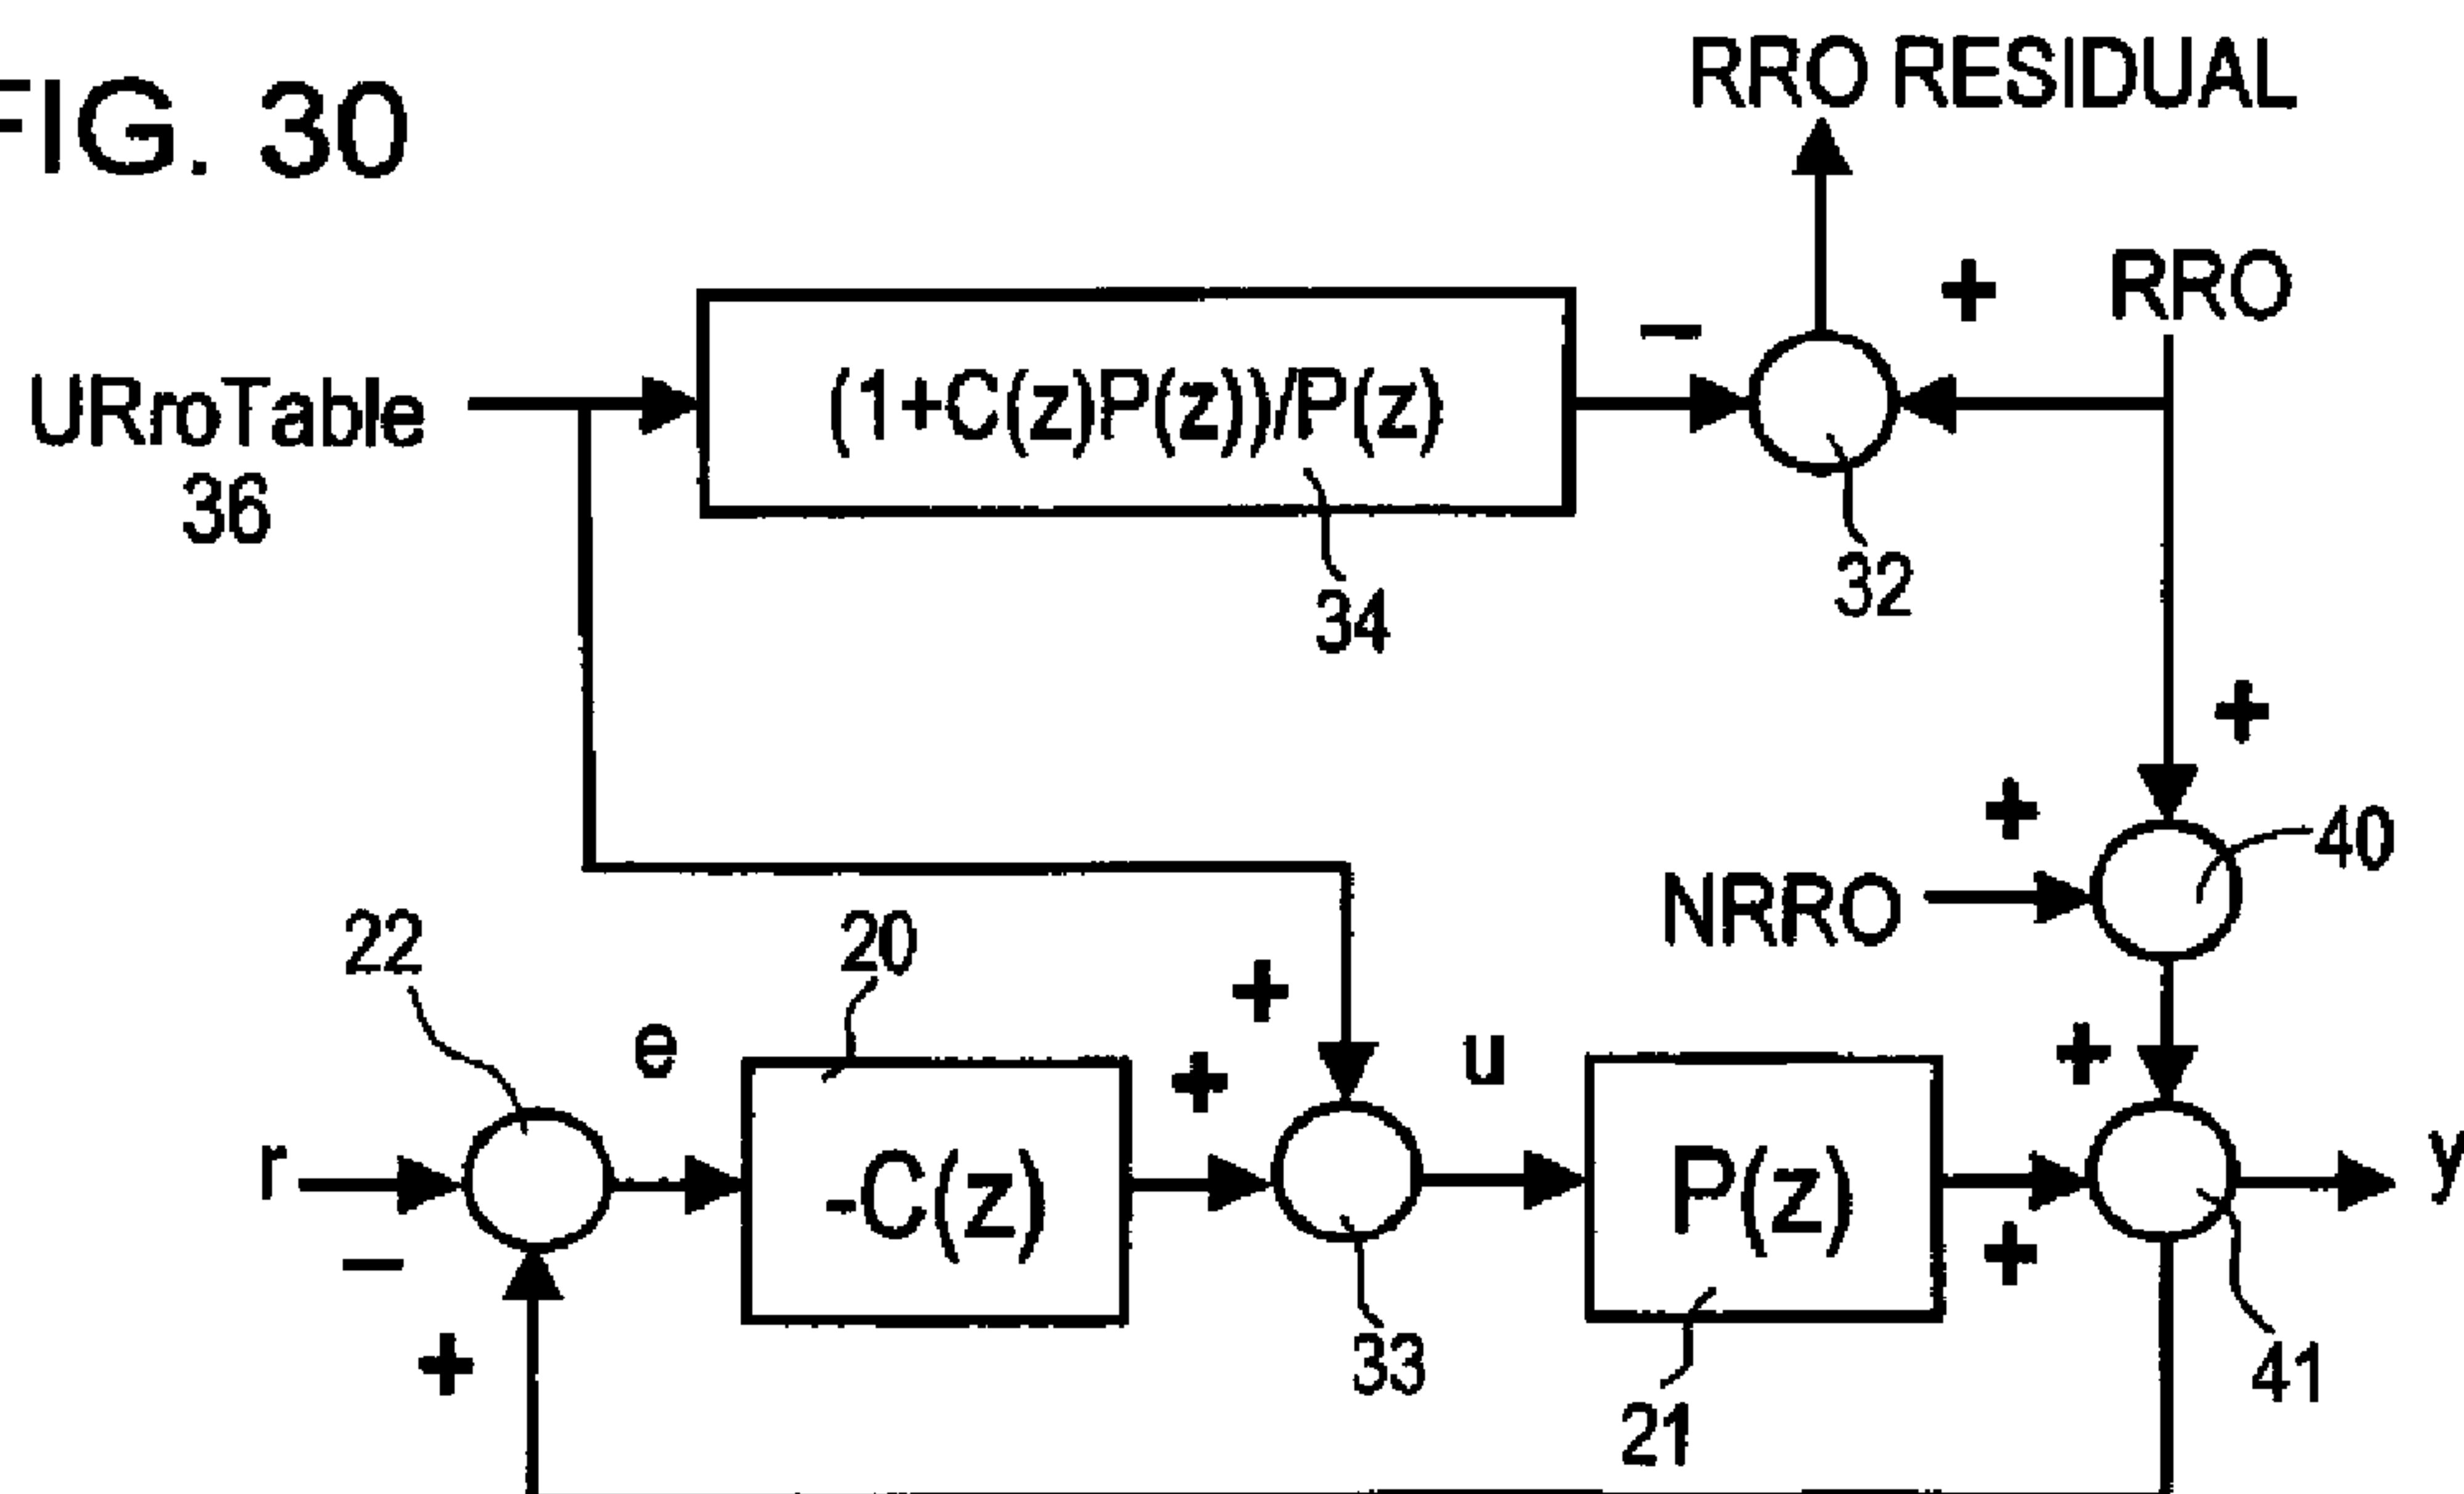 FIG. 30
RRO RESIDUAL
− + RRO
URroTable
36
(1+C(z)P(z))/P(z)
34
32
+
+
NRRO
40
22
20
e
+
+
u
+
r
−
-C(z)
P(z)
y
+
+
33
21
41